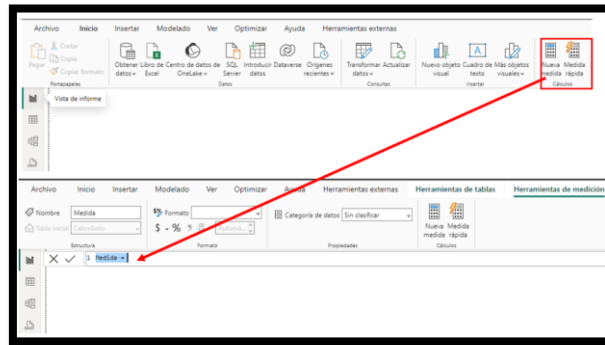 Archivo Inicio Insertar Modelado Ver Optimizar Ayuda Herramientas externas
Pegar
Cortar
Copiar
Copiar formato
Portapapeles
Obtener datos
Libro de Excel
Centro de datos de OneLake
SQL Server
Introducir datos
Dataverse
Orígenes recientes
Datos
Transformar datos
Actualizar
Consultas
Nuevo objeto visual
Cuadro de texto
Más objetos visuales
Insertar
Nueva medida
Medida rápida
Cálculos
Vista de informe
Archivo Inicio Insertar Modelado Ver Optimizar Ayuda Herramientas externas Herramientas de tablas Herramientas de medición
Nombre Medida
Tabla inicial Calendario
Estructura
Formato
$ % Automá...
Formato
Categoría de datos Sin clasificar
Propiedades
Nueva medida
Medida rápida
Cálculos
1 Medida =